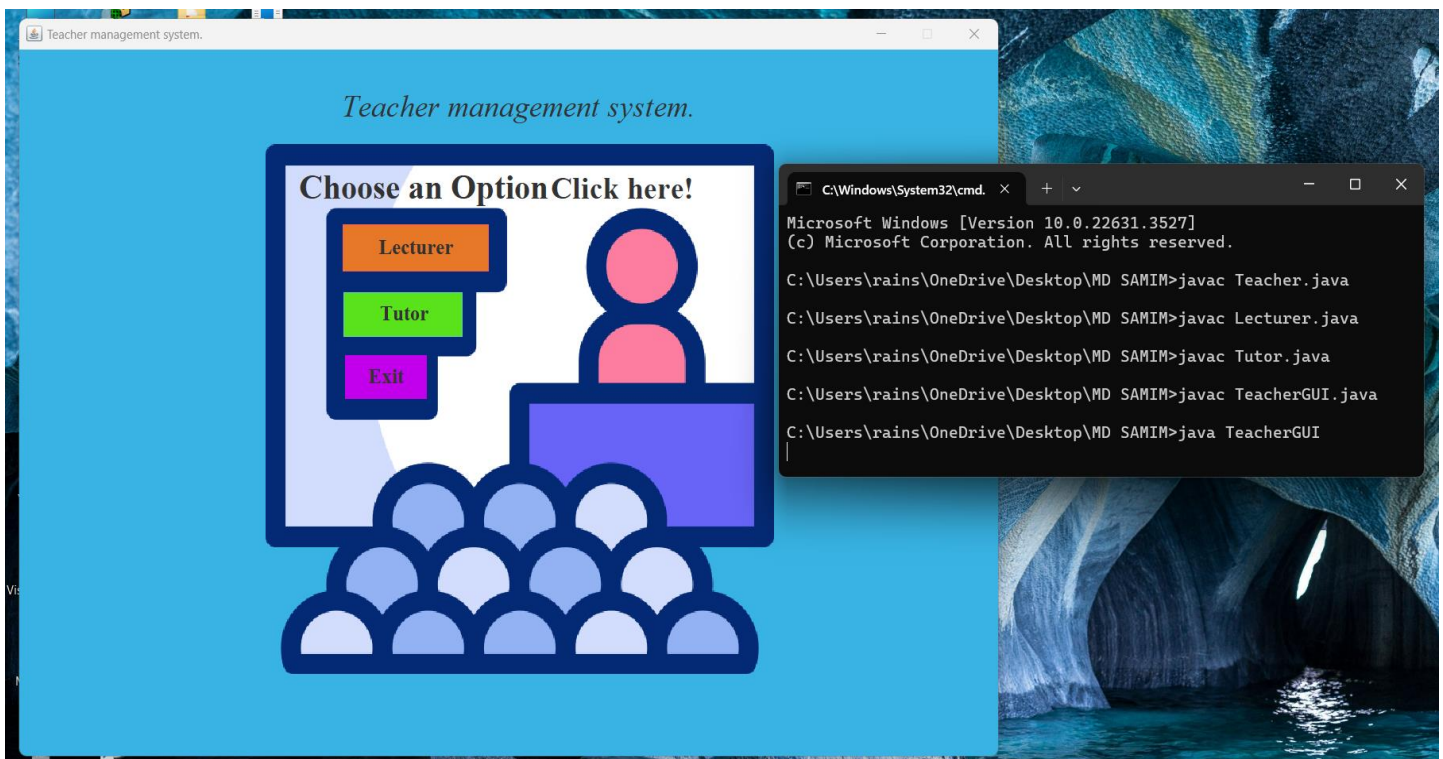 Teacher management system.
Teacher management system.
Choose an Option Click here!
Lecturer
Tutor
Exit
C:\Windows\System32\cmd.
Microsoft Windows [Version 10.0.22631.3527]
(c) Microsoft Corporation. All rights reserved.
C:\Users\rains\OneDrive\Desktop\MD SAMIM>javac Teacher.java
C:\Users\rains\OneDrive\Desktop\MD SAMIM>javac Lecturer.java
C:\Users\rains\OneDrive\Desktop\MD SAMIM>javac Tutor.java
C:\Users\rains\OneDrive\Desktop\MD SAMIM>javac TeacherGUI.java
C:\Users\rains\OneDrive\Desktop\MD SAMIM>java TeacherGUI